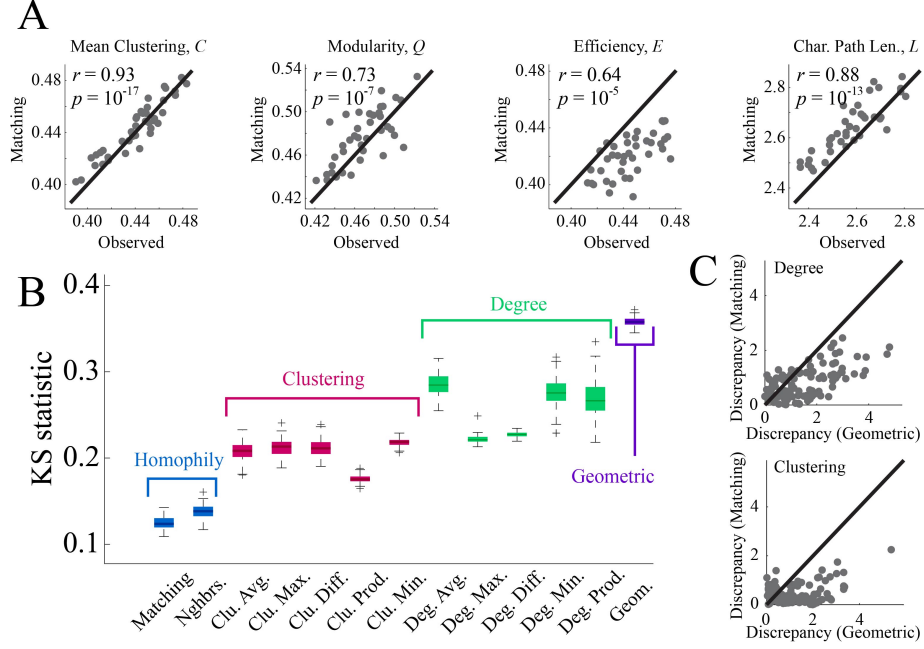 A
Mean Clustering, C
r = 0.93
p = 10-17
Matching
0.48
0.44
0.40
0.40
0.44
0.48
Observed
Modularity, Q
r = 0.73
p = 10-7
Matching
0.54
0.50
0.46
0.42
0.42
0.46
0.50
0.54
Observed
Efficiency, E
r = 0.64
p = 10-5
Matching
0.48
0.44
0.40
0.40
0.44
0.48
Observed
Char. Path Len., L
r = 0.88
p = 10-13
Matching
2.8
2.6
2.4
2.4
2.6
2.8
Observed
B
KS statistic
0.4
0.3
0.2
0.1
Homophily
Clustering
Degree
Geometric
Matching
Nghbrs.
Clu. Avg.
Clu. Max.
Clu. Diff.
Clu. Prod.
Clu. Min.
Deg. Avg.
Deg. Max.
Deg. Diff.
Deg. Min.
Deg. Prod.
Geom.
C
Degree
Discrepancy (Matching)
4
2
0
0
2
4
Discrepancy (Geometric)
Clustering
Discrepancy (Matching)
4
2
0
0
2
4
Discrepancy (Geometric)